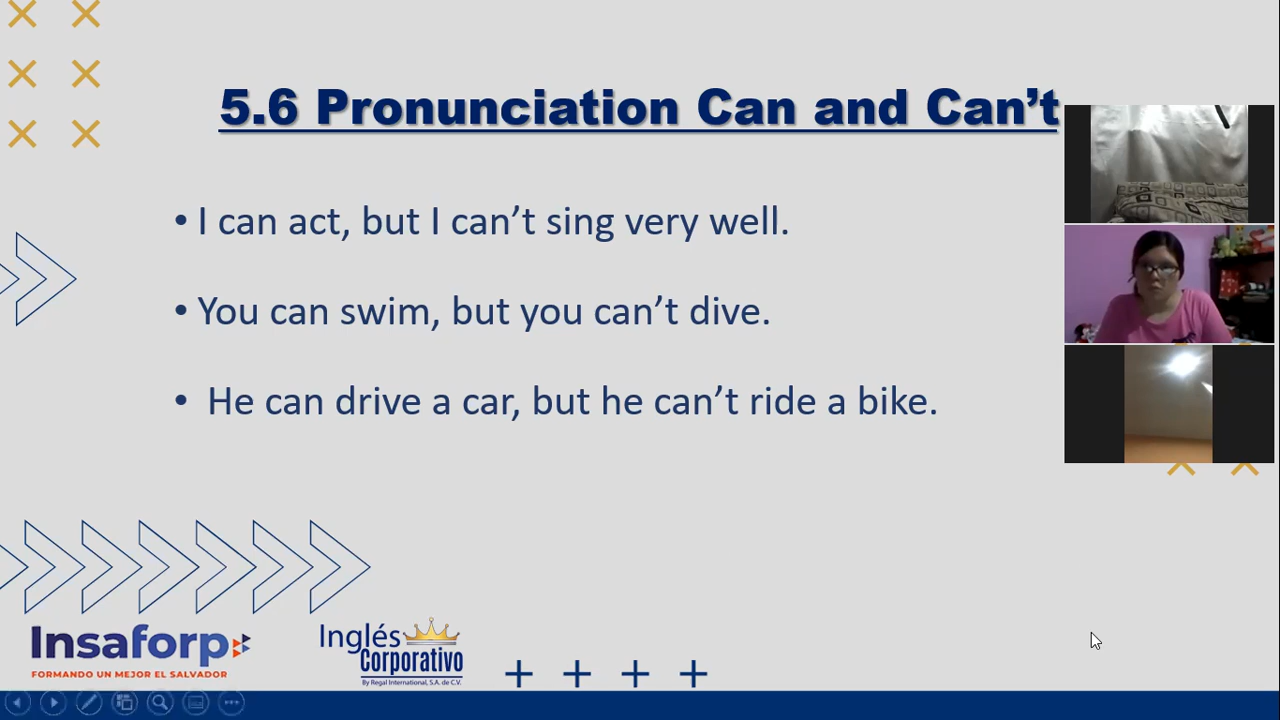 5.6 Pronunciation Can and Can’t
• I can act, but I can’t sing very well.
• You can swim, but you can’t dive.
• He can drive a car, but he can’t ride a bike.
Insaforp
FORMANDO UN MEJOR EL SALVADOR
Inglés
Corporativo
By Regal International, S.A. de C.V.